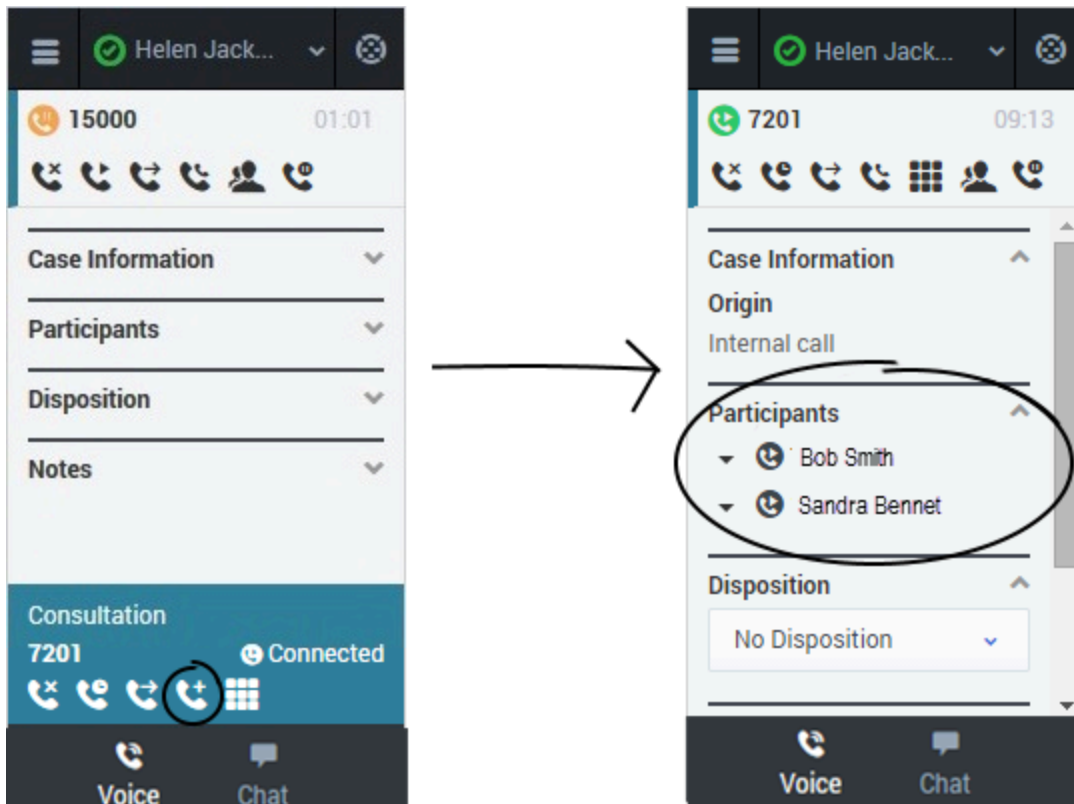 Helen Jack...
15000 01:01
Case Information
Participants
Disposition
Notes
Consultation
7201 Connected
Voice Chat
Helen Jack...
7201 09:13
Case Information
Origin
Internal call
Participants
Bob Smith
Sandra Bennet
Disposition
No Disposition
Voice Chat